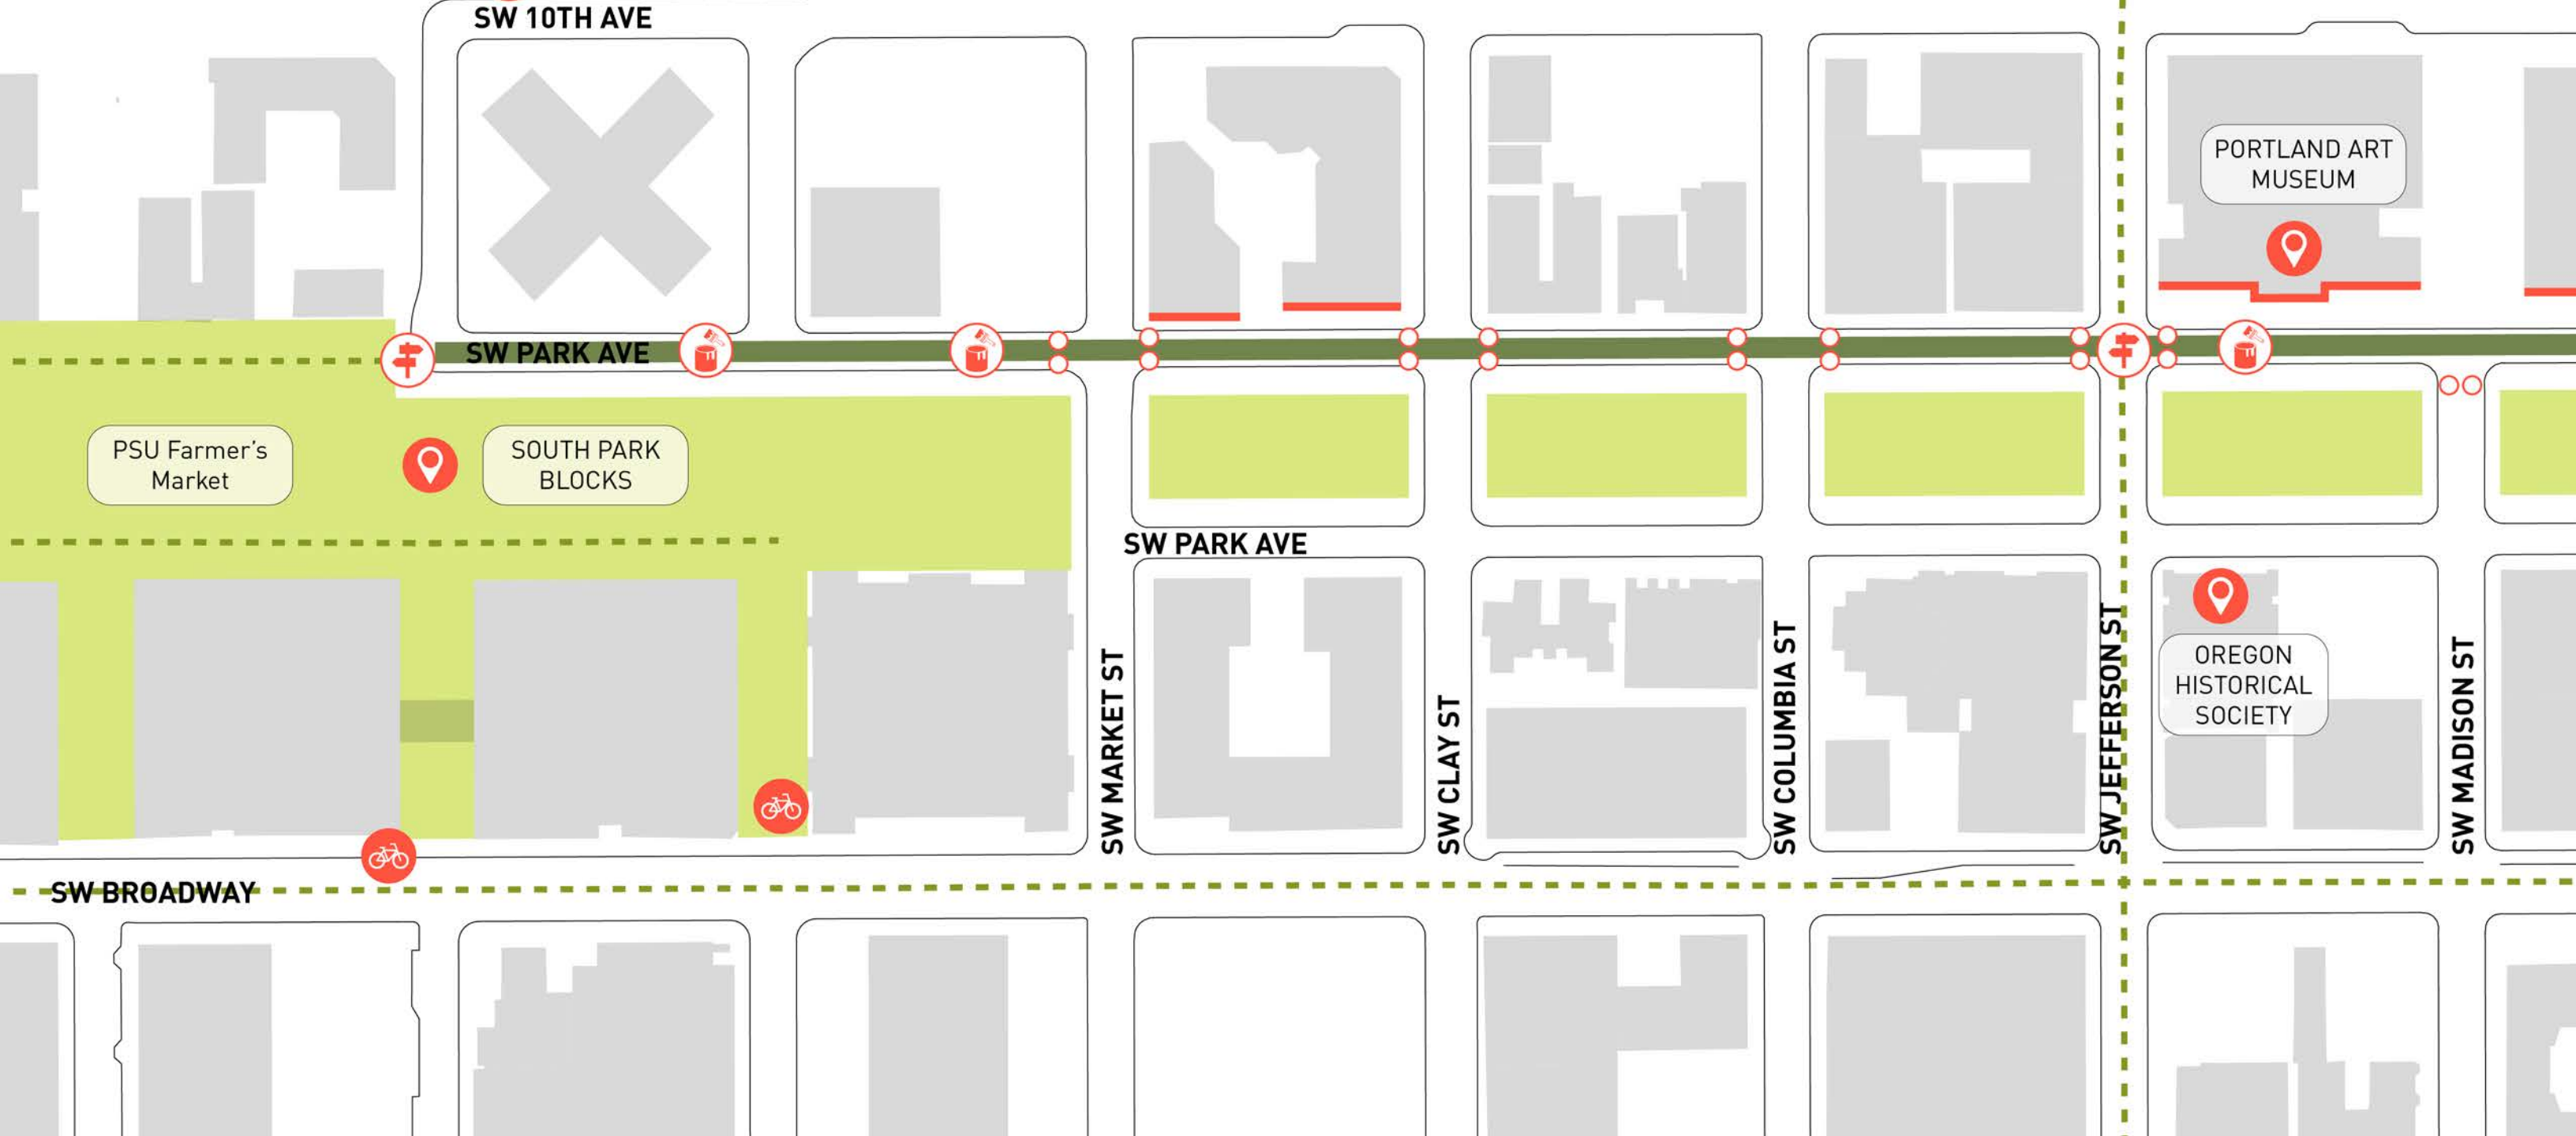 SW 10TH AVE
PORTLAND ART
MUSEUM
SW PARK AVE
PSU Farmer’s
Market
SOUTH PARK
BLOCKS
SW PARK AVE
SW MARKET ST
SW CLAY ST
SW COLUMBIA ST
SW JEFFERSON ST
OREGON
HISTORICAL
SOCIETY
SW MADISON ST
SW BROADWAY